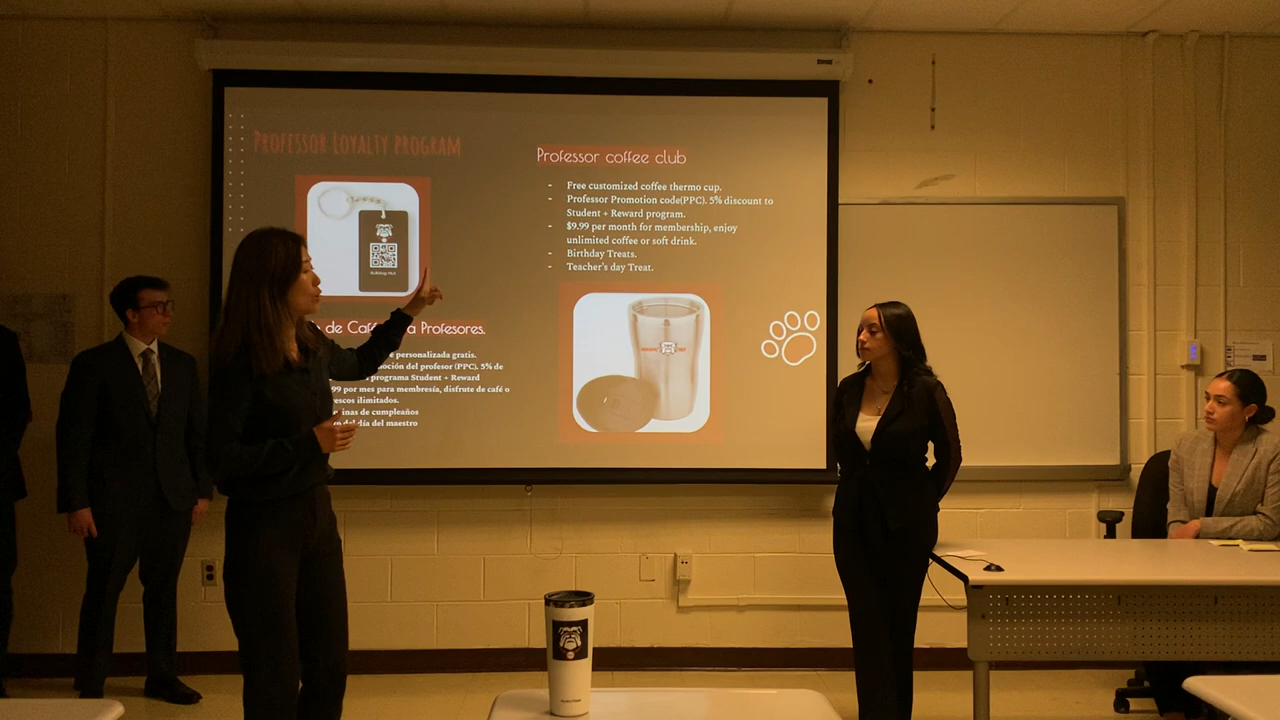 PROFESSOR LOYALTY PROGRAM
Bulldog Hut
de Café a Profesores.
e personalizada gratis.
oción del profesor (PPC). 5% de
programa Student + Reward
99 por mes para membresía, disfrute de café o
rescos ilimitados.
inas de cumpleaños
del día del maestro
Professor coffee club
- Free customized coffee thermo cup.
- Professor Promotion code(PPC). 5% discount to
Student + Reward program.
- $9.99 per month for membership, enjoy
unlimited coffee or soft drink.
- Birthday Treats.
- Teacher's day Treat.